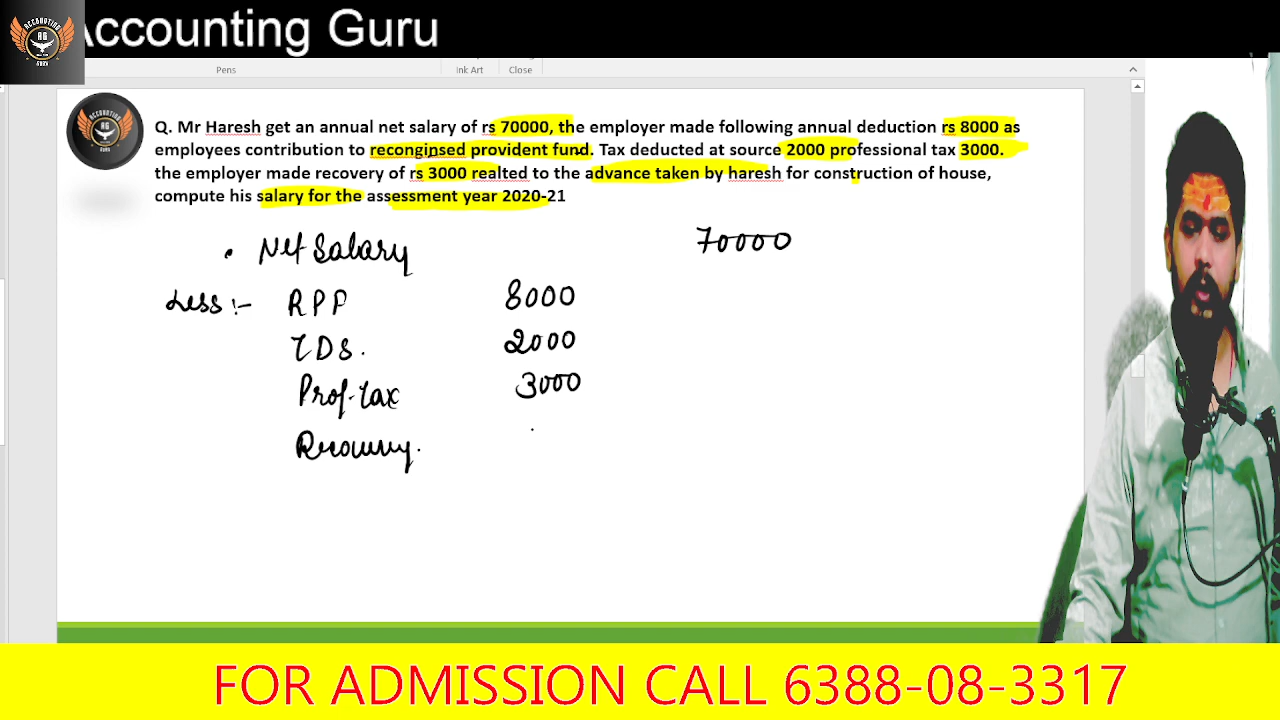 Accounting Guru
Pens Ink Art Close
Q. Mr Haresh get an annual net salary of rs 70000, the employer made following annual deduction rs 8000 as
employees contribution to reconginsed provident fund. Tax deducted at source 2000 professional tax 3000.
the employer made recovery of rs 3000 realted to the advance taken by haresh for construction of house,
compute his salary for the assessment year 2020-21
Net Salary 70000
Less :- RPF 8000
TDS. 2000
Prof. Tax 3000
Recovery.
FOR ADMISSION CALL 6388-08-3317